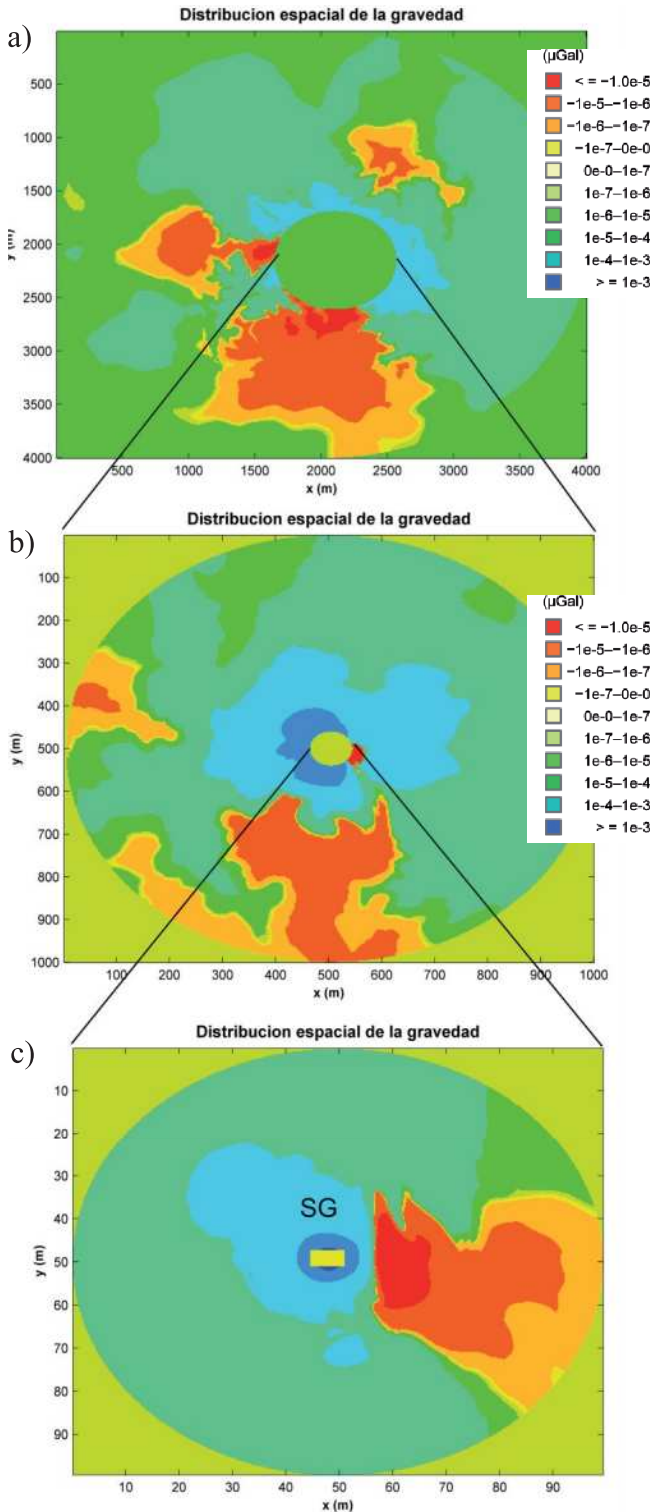 Distribucion espacial de la gravedad
a)
(µGal)
<= −1.0e-5
−1e-5–−1e-6
−1e-6–−1e-7
−1e-7–0e-0
0e-0–1e-7
1e-7–1e-6
1e-6–1e-5
1e-5–1e-4
1e-4–1e-3
>= 1e-3
500
1000
1500
2000
2500
3000
3500
4000
y (m)
500 1000 1500 2000 2500 3000 3500 4000
x (m)
Distribucion espacial de la gravedad
b)
(µGal)
<= −1.0e-5
−1e-5–−1e-6
−1e-6–−1e-7
−1e-7–0e-0
0e-0–1e-7
1e-7–1e-6
1e-6–1e-5
1e-5–1e-4
1e-4–1e-3
>= 1e-3
100
200
300
400
500
600
700
800
900
1000
y (m)
100 200 300 400 500 600 700 800 900 1000
x (m)
Distribucion espacial de la gravedad
c)
10
20
30
40
50
60
70
80
90
y (m)
SG
10 20 30 40 50 60 70 80 90
x (m)